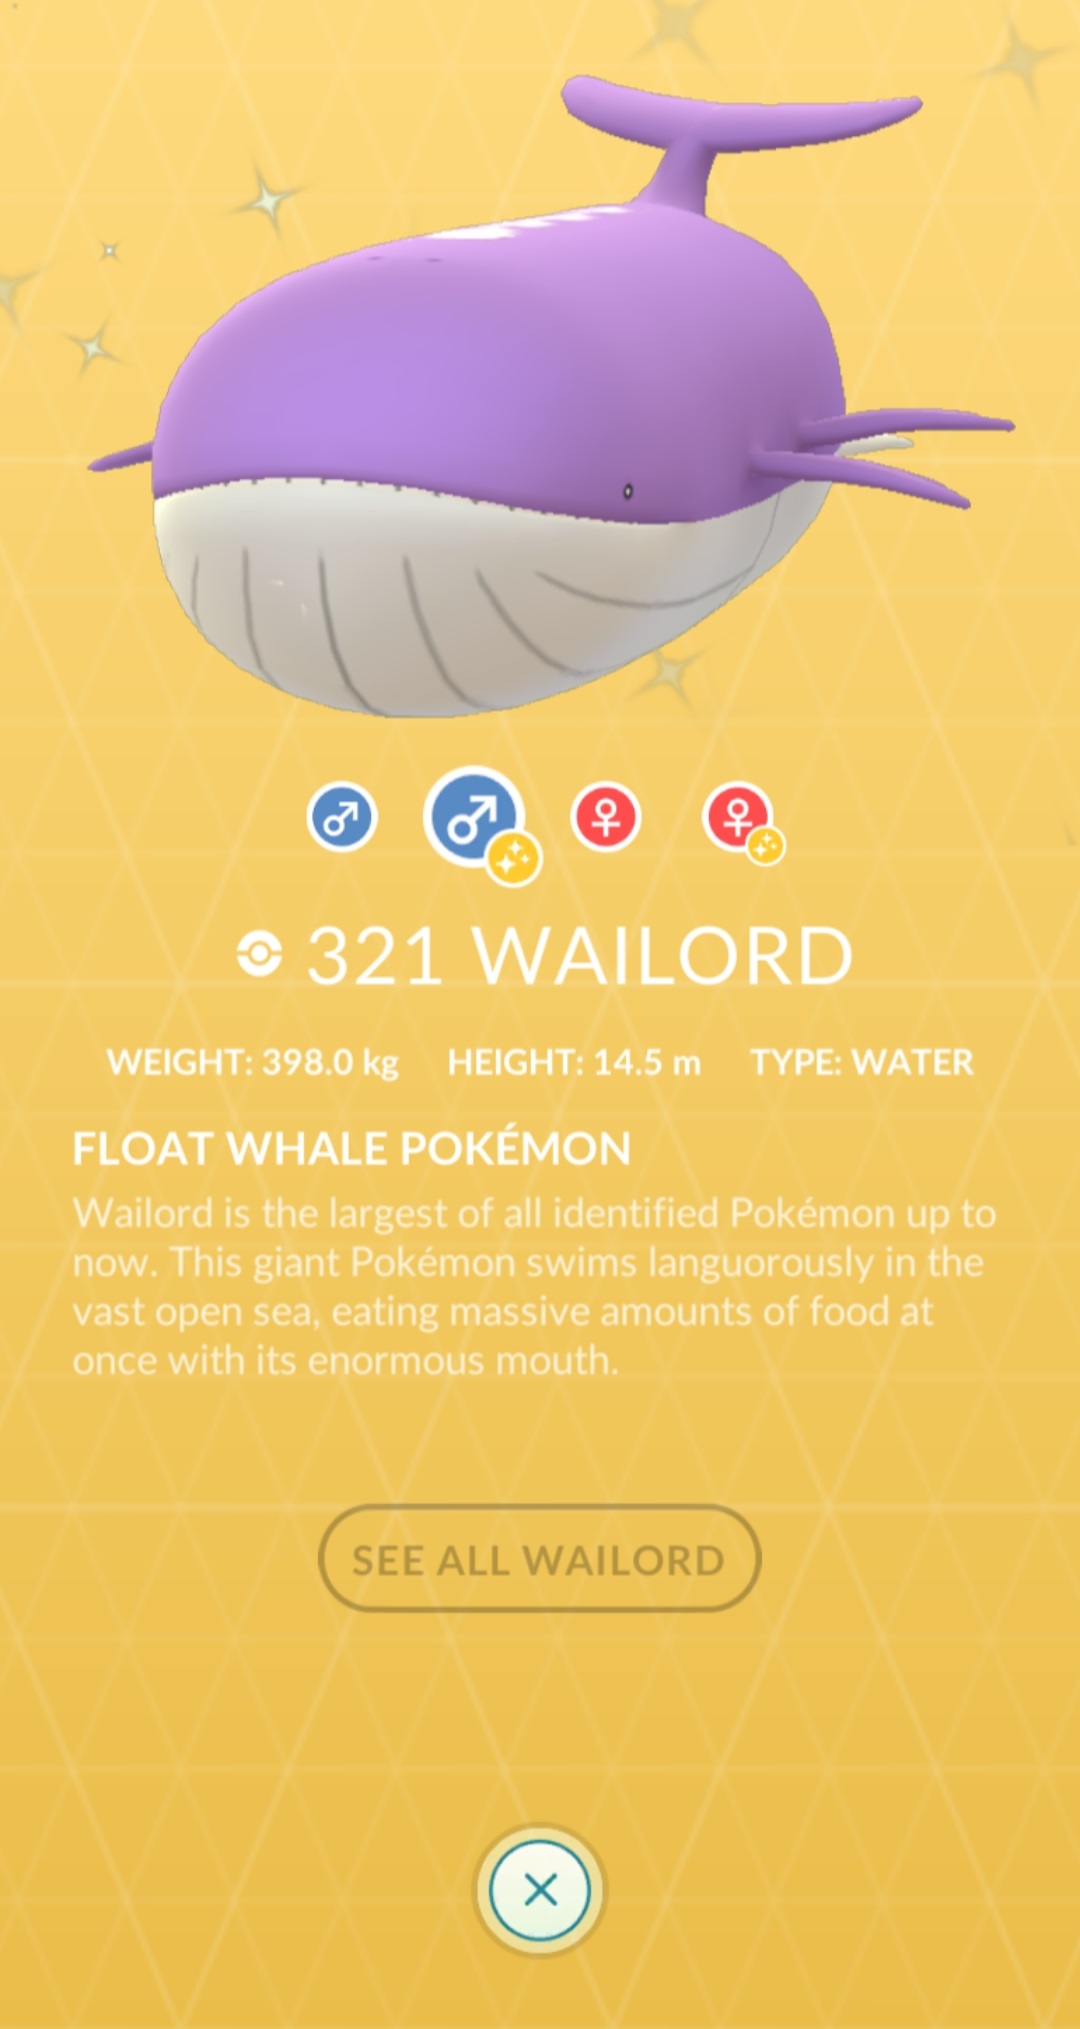 321 WAILORD
WEIGHT: 398.0 kg HEIGHT: 14.5 m TYPE: WATER
FLOAT WHALE POKÉMON
Wailord is the largest of all identified Pokémon up to
now. This giant Pokémon swims languorously in the
vast open sea, eating massive amounts of food at
once with its enormous mouth.
SEE ALL WAILORD